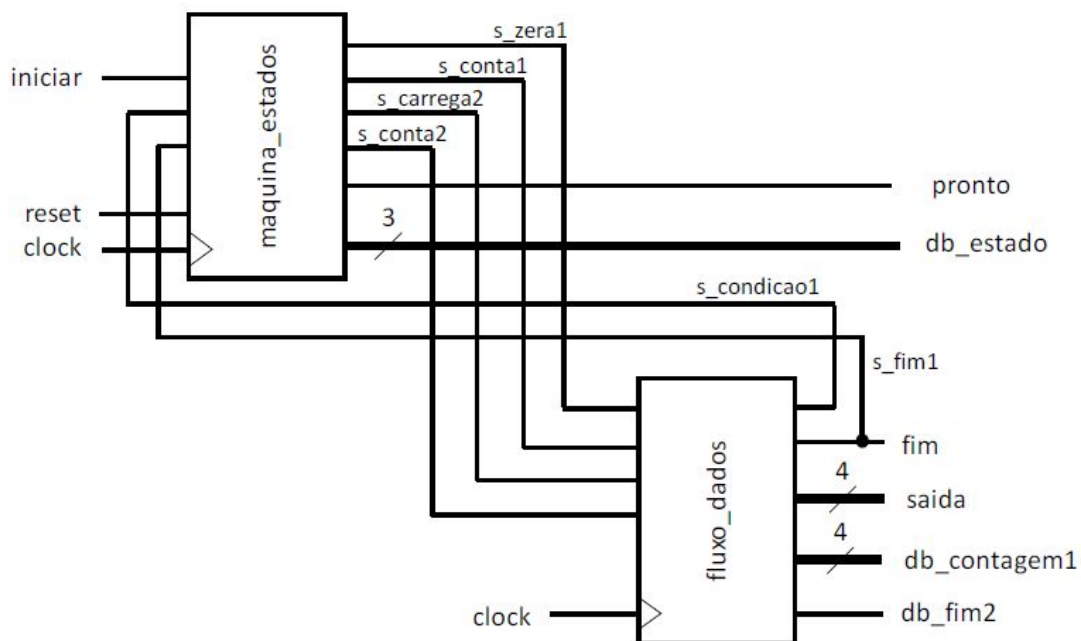 s_zera1
iniciar
s_conta1
s_carrega2
s_conta2
maquina_estados
pronto
reset
3
clock
db_estado
s_condicao1
s_fim1
fim
4
saida
fluxo_dados
4
db_contagem1
clock
db_fim2